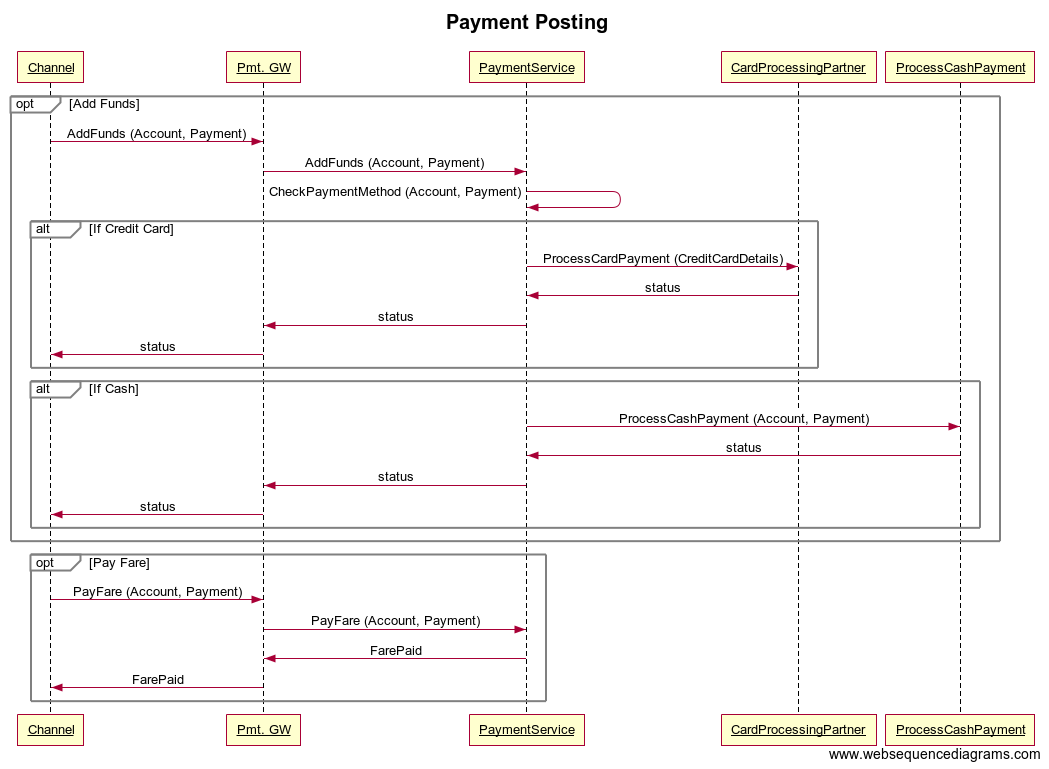 Payment Posting
Channel
Pmt. GW
PaymentService
CardProcessingPartner
ProcessCashPayment
opt [Add Funds]
AddFunds (Account, Payment)
AddFunds (Account, Payment)
CheckPaymentMethod (Account, Payment)
alt [If Credit Card]
ProcessCardPayment (CreditCardDetails)
status
status
status
alt [If Cash]
ProcessCashPayment (Account, Payment)
status
status
status
opt [Pay Fare]
PayFare (Account, Payment)
PayFare (Account, Payment)
FarePaid
FarePaid
Channel
Pmt. GW
PaymentService
CardProcessingPartner
ProcessCashPayment
www.websequencediagrams.com